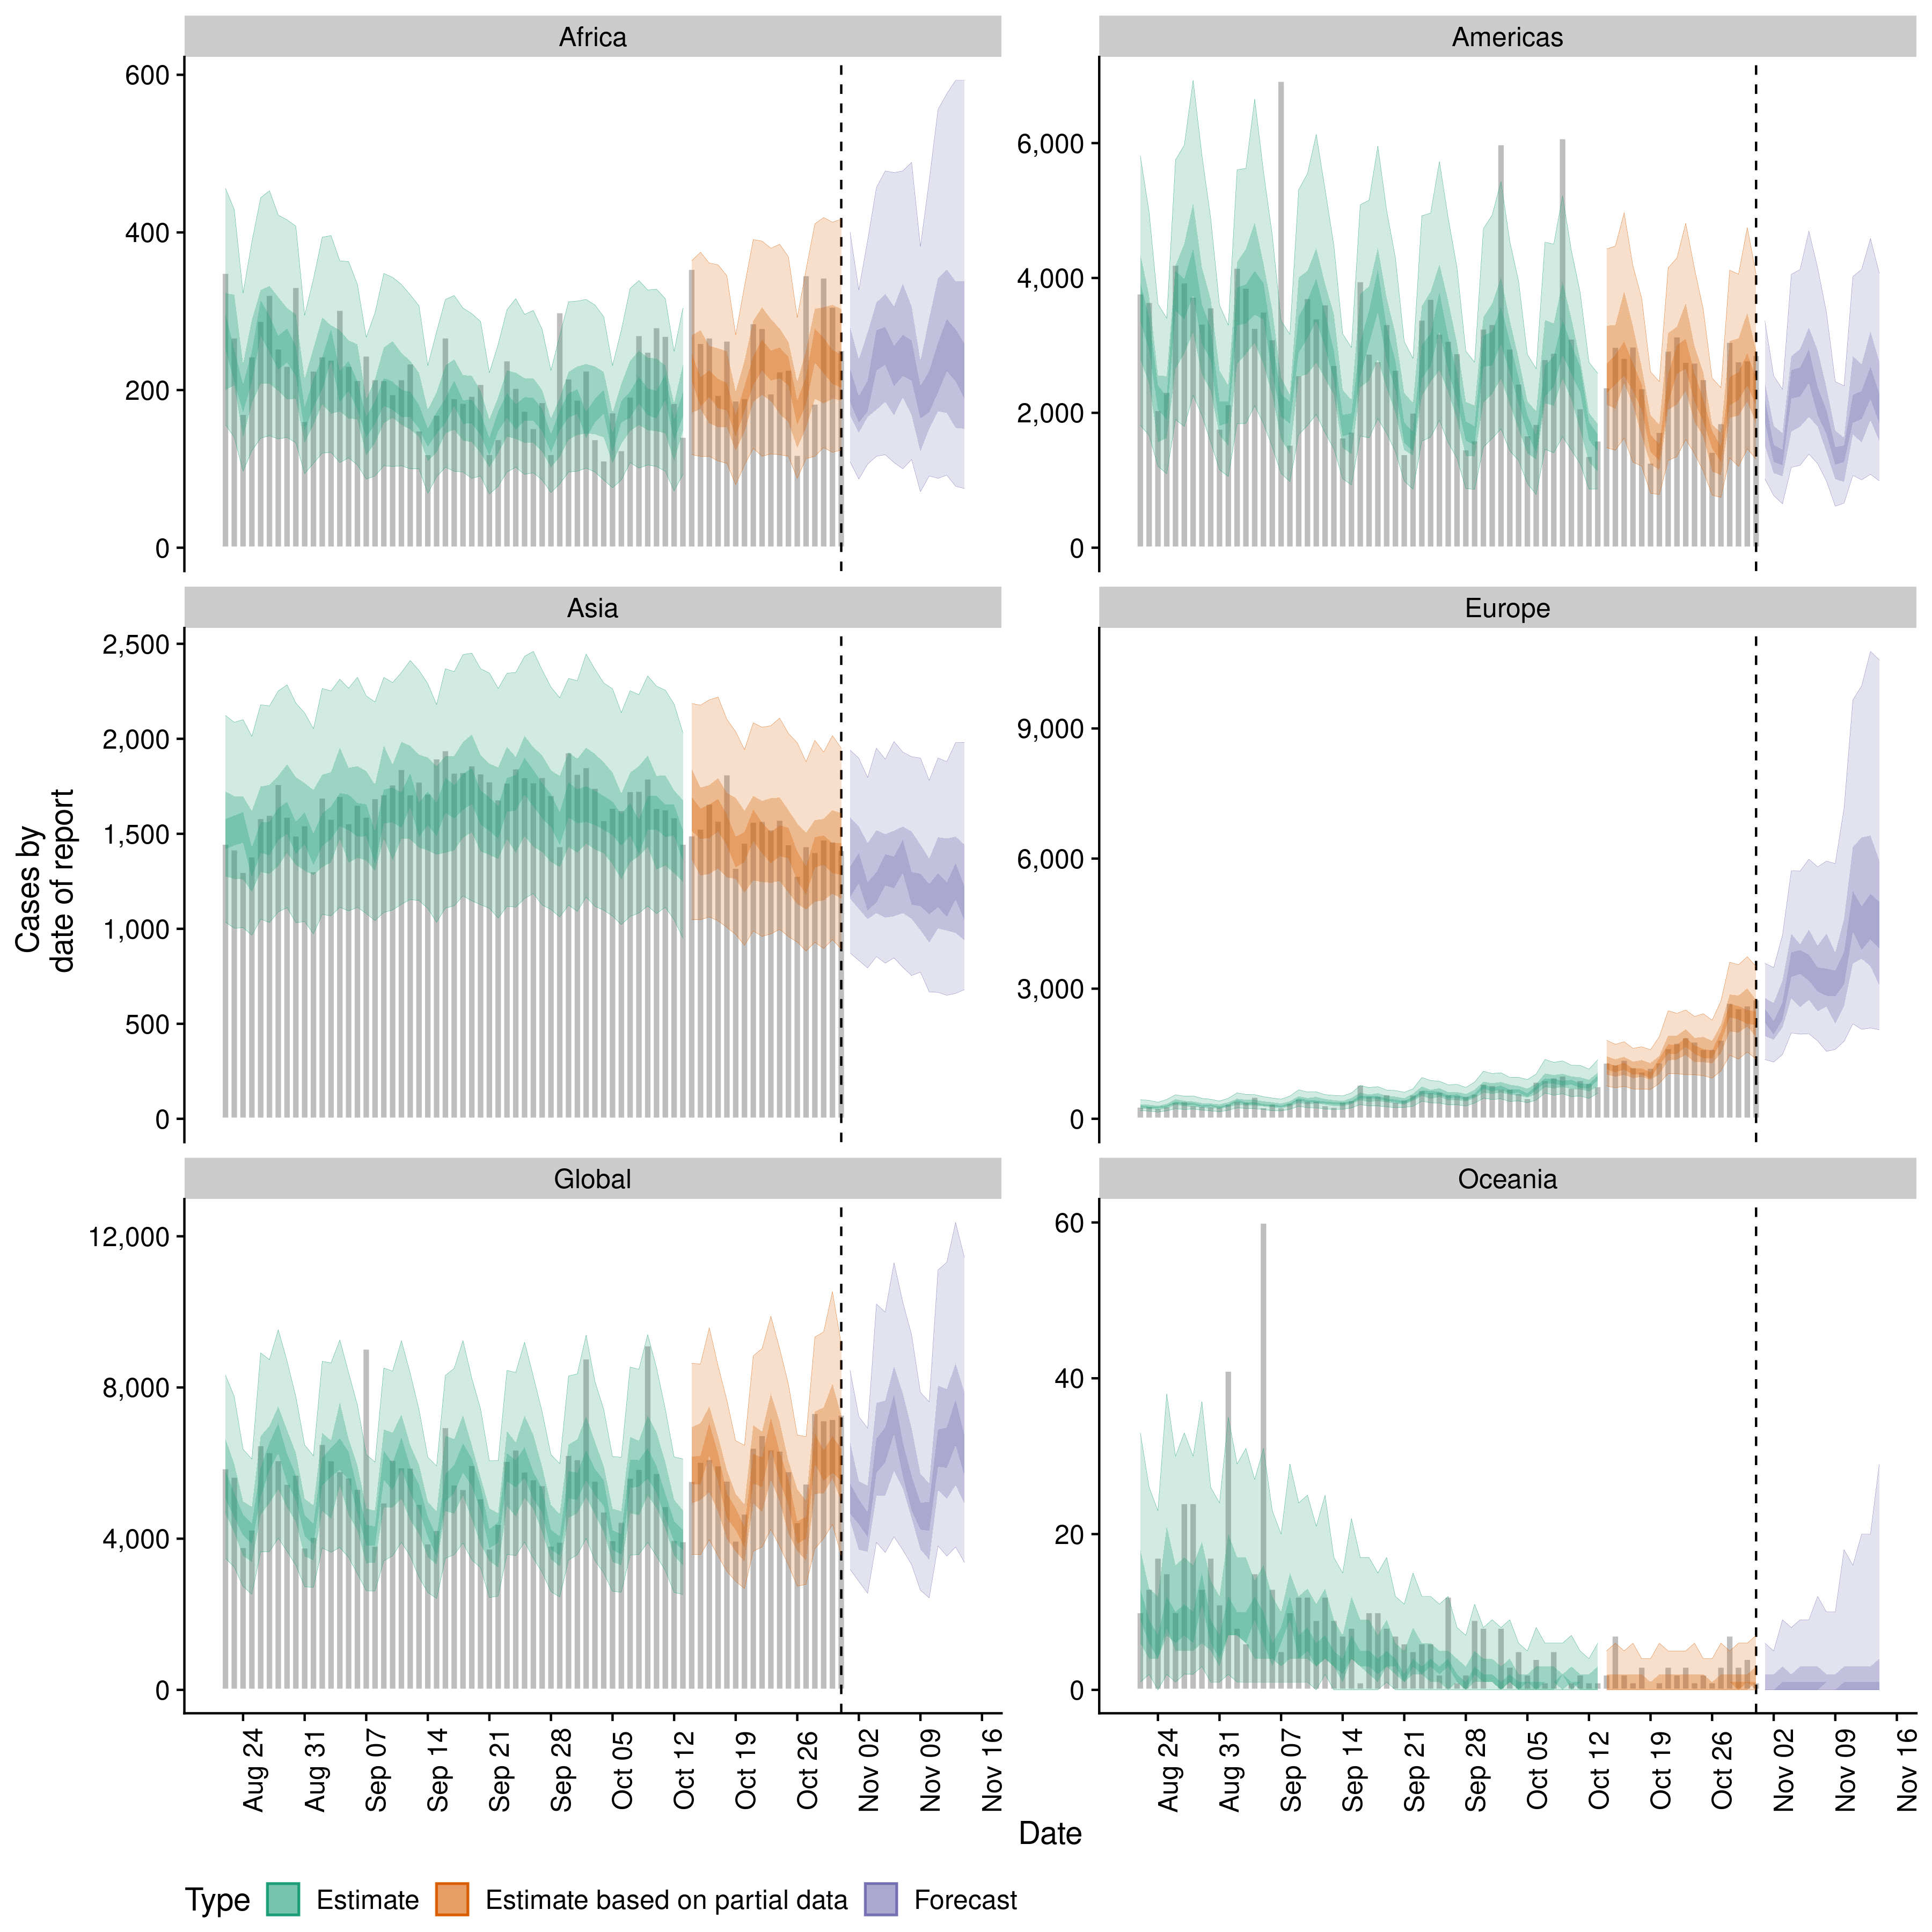 Africa
Americas
600
400
200
0
6,000
4,000
2,000
0
Asia
Europe
2,500
2,000
1,500
1,000
500
0
9,000
6,000
3,000
0
Cases by
date of report
Global
Oceania
12,000
8,000
4,000
0
60
40
20
0
Aug 24
Aug 31
Sep 07
Sep 14
Sep 21
Sep 28
Oct 05
Oct 12
Oct 19
Oct 26
Nov 02
Nov 09
Nov 16
Aug 24
Aug 31
Sep 07
Sep 14
Sep 21
Sep 28
Oct 05
Oct 12
Oct 19
Oct 26
Nov 02
Nov 09
Nov 16
Date
Type Estimate Estimate based on partial data Forecast